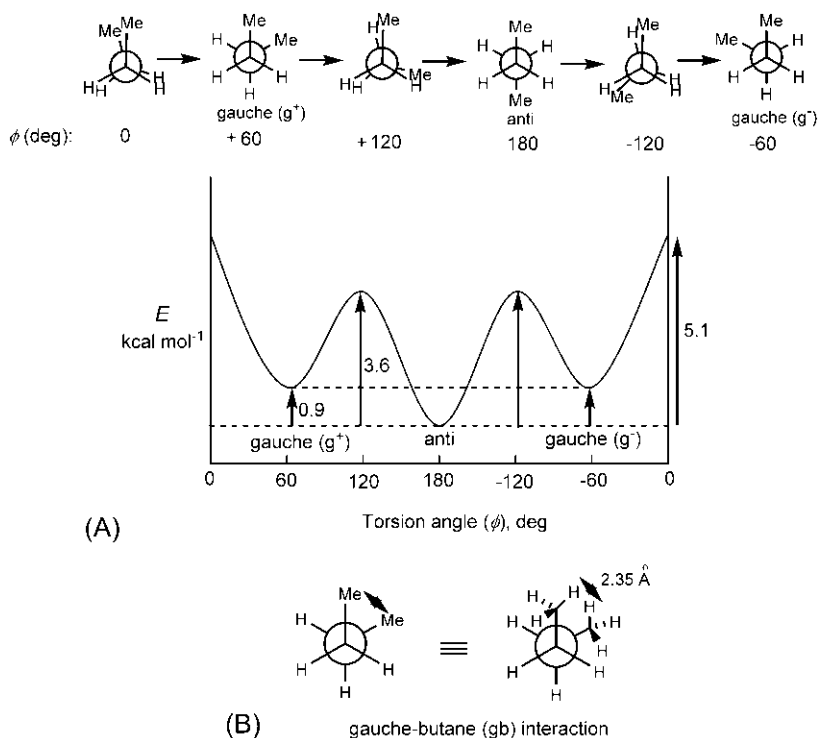 Me Me
H H H H
Me
H Me
H H
H
gauche (g⁺)
H Me
H H H Me
Me
H H
H H
Me
anti
H Me
H H H
Me
Me
Me H
H H
H
gauche (g⁻)
ϕ (deg): 0 +60 +120 180 -120 -60
E
kcal mol⁻¹
5.1
3.6
0.9
gauche (g⁺) anti gauche (g⁻)
0 60 120 180 -120 -60 0
(A)
Torsion angle (ϕ), deg
Me
H Me
H H
H
≡
H H 2.35 Å
H H H
H H
H H
H
(B) gauche-butane (gb) interaction